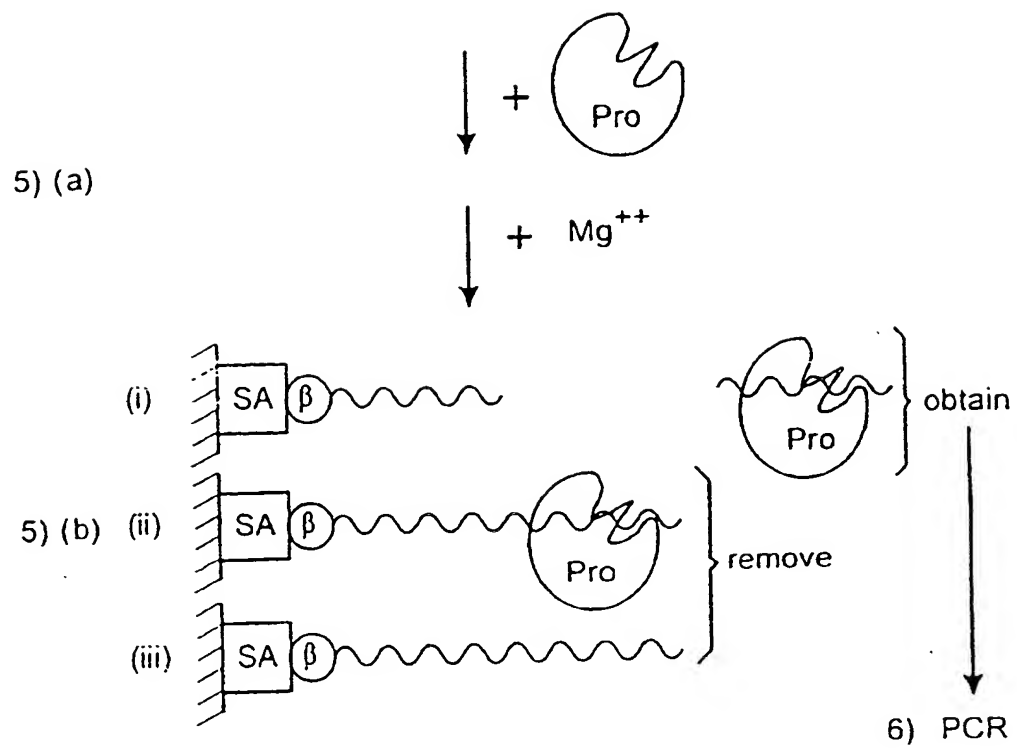 + Pro
5) (a)
+ Mg++
(i) SA β Pro obtain
5) (b) (ii) SA β Pro remove
(iii) SA β
6) PCR